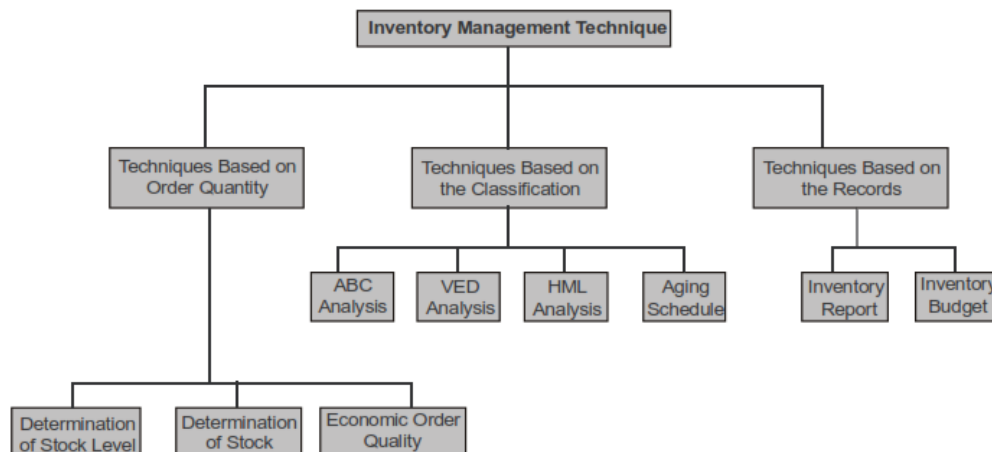 Inventory Management Technique
Techniques Based on
Order Quantity
Techniques Based on
the Classification
Techniques Based on
the Records
ABC
Analysis
VED
Analysis
HML
Analysis
Aging
Schedule
Inventory
Report
Inventory
Budget
Determination
of Stock Level
Determination
of Stock
Economic Order
Quality